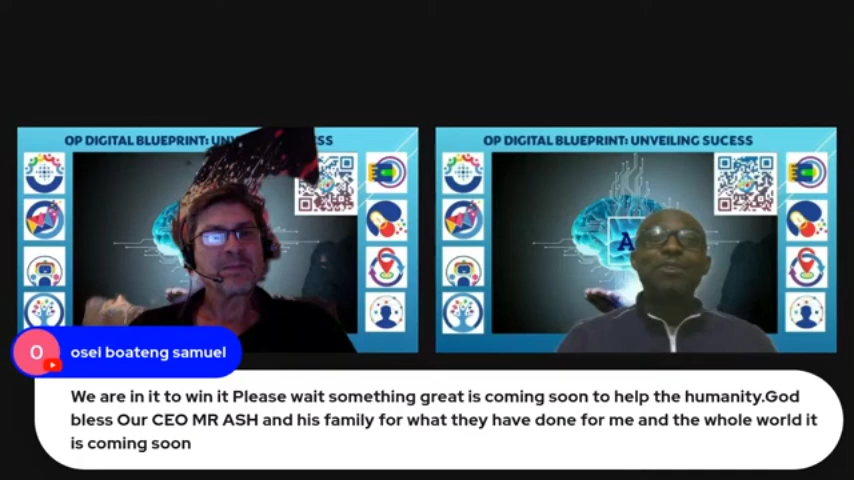 OP DIGITAL BLUEPRINT: UNV SS
OP DIGITAL BLUEPRINT: UNVEILING SUCESS
A
O
osei boateng samuel
We are in it to win it Please wait something great is coming soon to help the humanity.God
bless Our CEO MR ASH and his family for what they have done for me and the whole world it
is coming soon